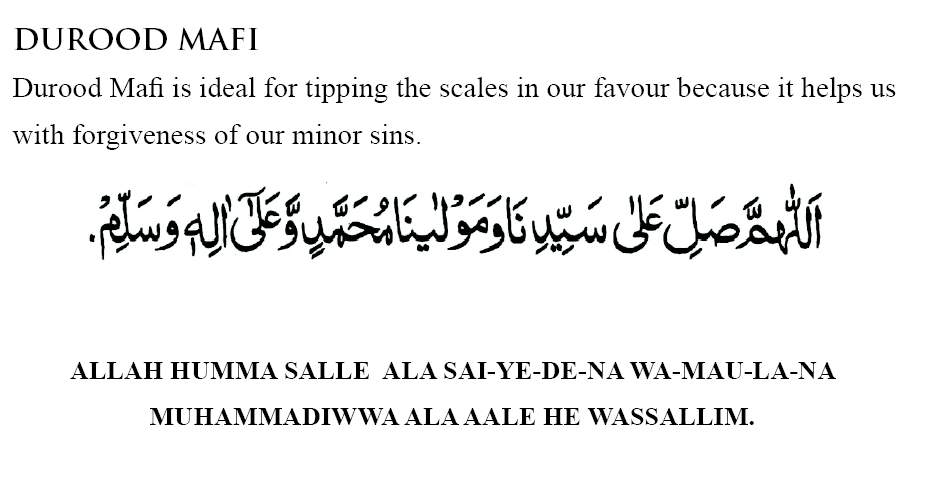 DUROOD MAFI
Durood Mafi is ideal for tipping the scales in our favour because it helps us
with forgiveness of our minor sins.
اَللّٰهُمَّ صَلِّ عَلٰى سَيِّدِنَا وَمَوْلٰينَا مُحَمَّدٍ وَّعَلٰٓى اٰلِهٖ وَسَلِّمْ.
ALLAH HUMMA SALLE ALA SAI-YE-DE-NA WA-MAU-LA-NA
MUHAMMADIWWA ALA AALE HE WASSALLIM.